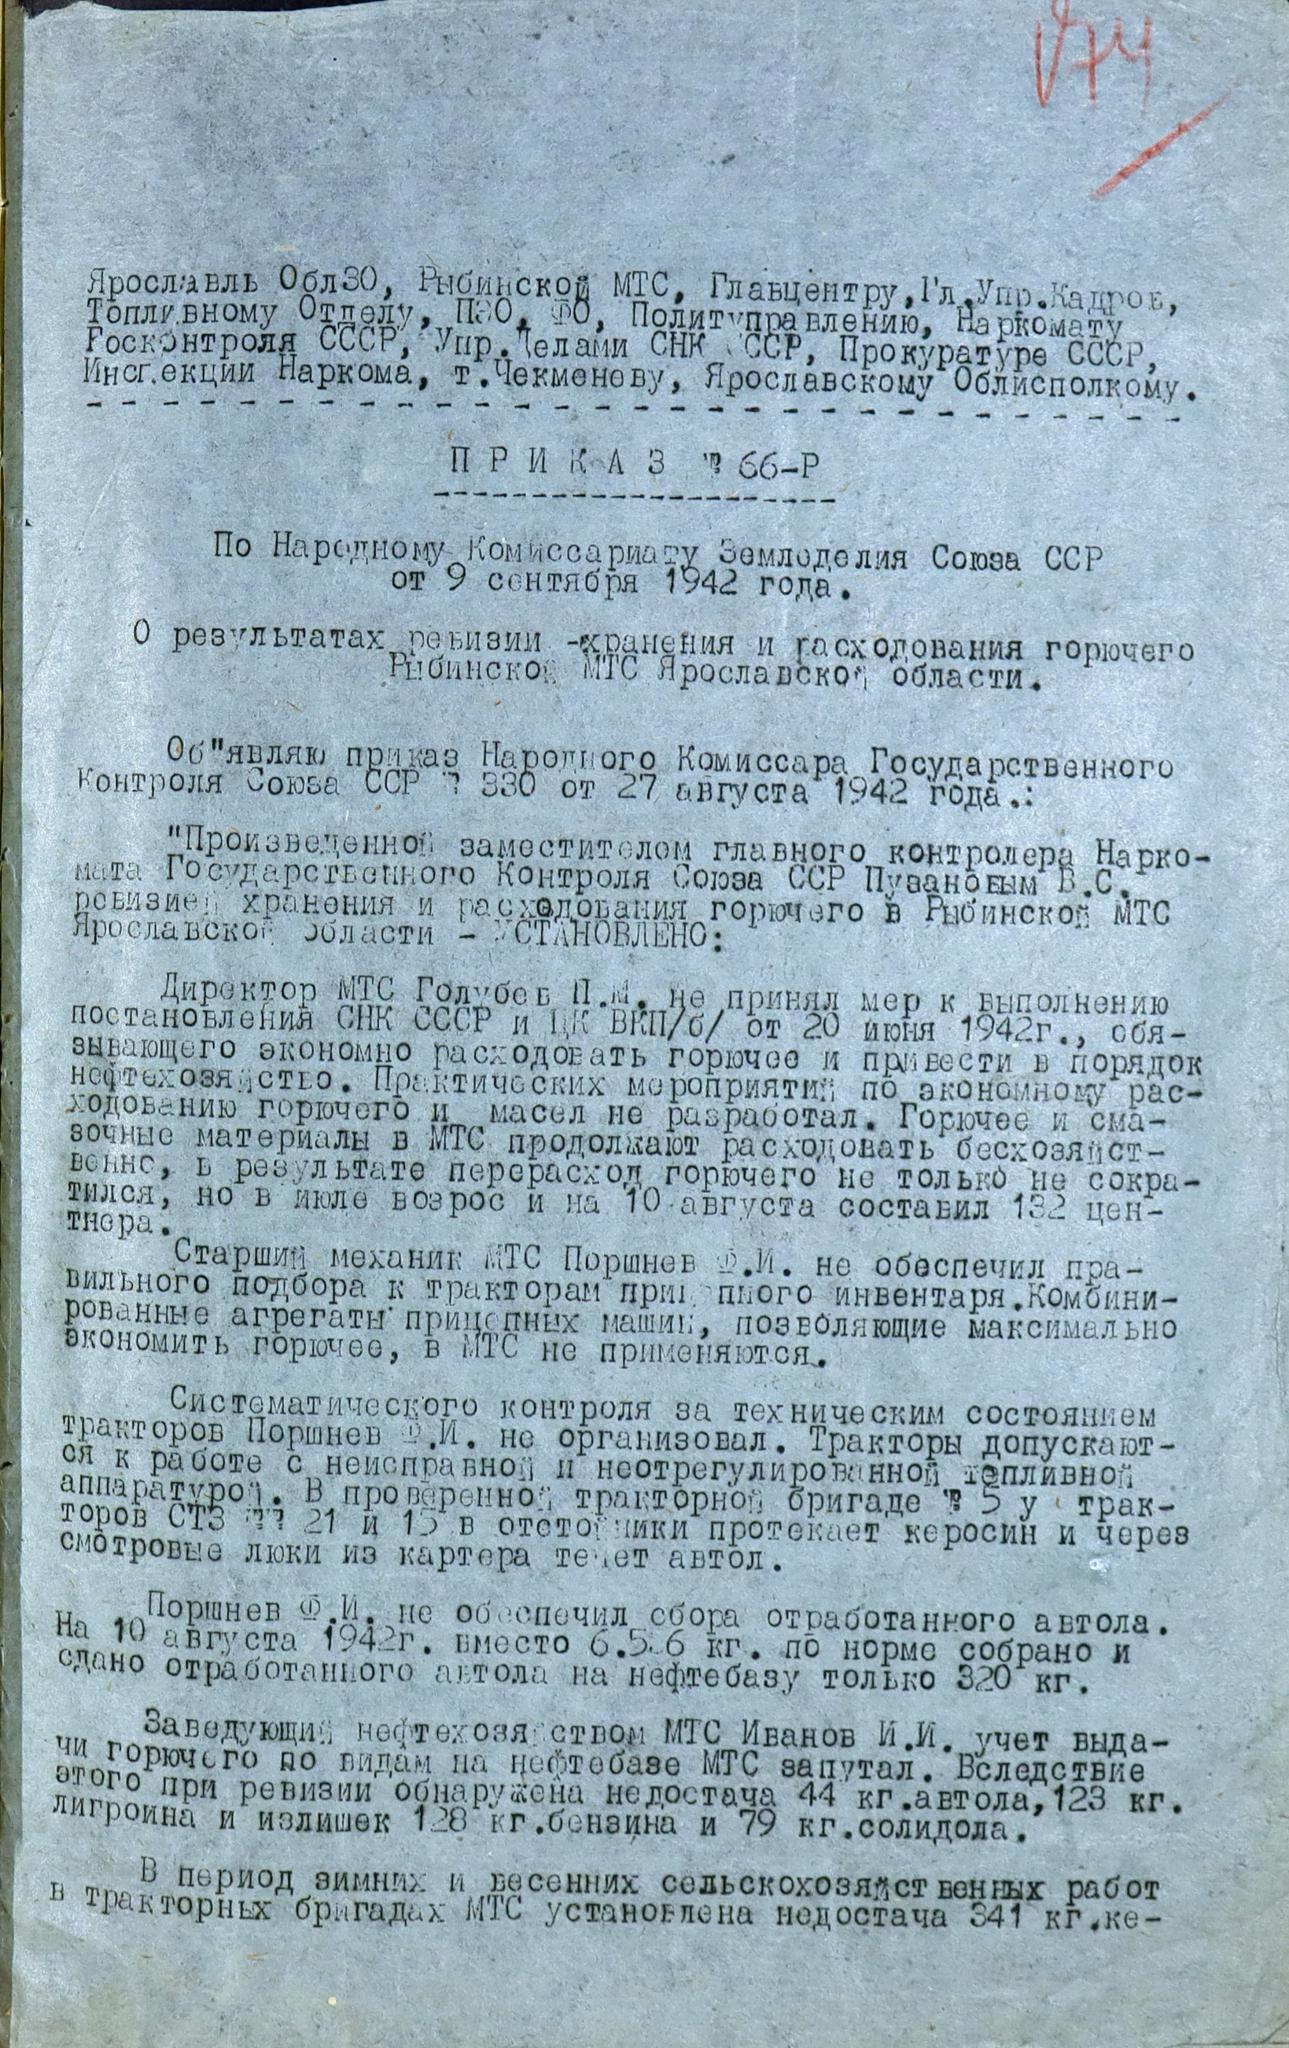 174
Ярославль ОблЗО, Рыбинской МТС, Главцентру, Гл.Упр.Кадров,
Топливному Отделу, ПЭО, ФО, Политуправлению, Наркомату
Госконтроля СССР, Упр.Делами СНК СССР, Прокуратуре СССР,
Инспекции Наркома, т.Чекменеву, Ярославскому Облисполкому.
П Р И К А З № 66-Р
По Народному Комиссариату Земледелия Союза ССР
от 9 сентября 1942 года.
О результатах ревизии -хранения и расходования горючего
Рыбинской МТС Ярославской области.
Об"являю приказ Народного Комиссара Государственного
Контроля Союза ССР № 330 от 27 августа 1942 года.:
"Произведенной заместителем главного контролера Нарко-
мата Государственного Контроля Союза ССР Пузановым В.С.
ревизией хранения и расходования горючего в Рыбинской МТС
Ярославской области - УСТАНОВЛЕНО:
Директор МТС Голубев П.М. не принял мер к выполнению
постановления СНК СССР и ЦК ВКП/б/ от 20 июня 1942г., обя-
зывающего экономно расходовать горючее и привести в порядок
нефтехозяйство. Практических мероприятий по экономному рас-
ходованию горючего и масел не разработал. Горючее и сма-
зочные материалы в МТС продолжают расходовать бесхозяйст-
венно, в результате перерасход горючего не только не сокра-
тился, но в июле возрос и на 10 августа составил 132 цен-
тнера.
Старший механик МТС Поршнев Ф.И. не обеспечил пра-
вильного подбора к тракторам прицепного инвентаря.Комбини-
рованные агрегаты прицепных машин, позволяющие максимально
экономить горючее, в МТС не применяются.
Систематического контроля за техническим состоянием
тракторов Поршнев Ф.И. не организовал. Тракторы допускают-
ся к работе с неисправной и неотрегулированной топливной
аппаратурой. В проверенной тракторной бригаде № 5 у трак-
торов СТЗ №№ 21 и 15 в отстойники протекает керосин и через
смотровые люки из картера течет автол.
Поршнев Ф.И. не обеспечил сбора отработанного автола.
На 10 августа 1942г. вместо кг. по норме собрано и
сдано отработанного автола на нефтебазу только 320 кг.
Заведующий нефтехозяйством МТС Иванов И.И. учет выда-
чи горючего по видам на нефтебазе МТС запутал. Вследствие
этого при ревизии обнаружена недостача 44 кг.автола,123 кг.
лигроина и излишек 128 кг.бензина и 79 кг.солидола.
В период зимних и весенних сельскохозяйственных работ
в тракторных бригадах МТС установлена недостача 341 кг.ке-